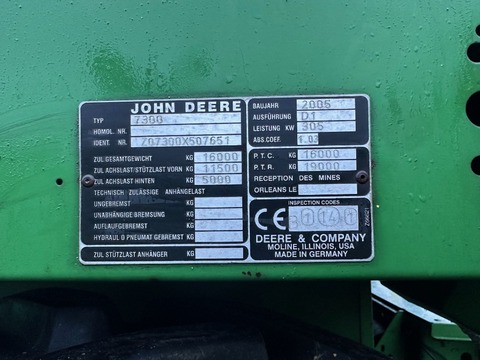 JOHN DEERE
TYP 7300
HOMOL. NR.
IDENT. NR. Z07300X507651
ZUL.GESAMTGEWICHT KG 16000
ZUL.ACHSLAST/STÜTZLAST VORN KG 11500
ZUL.ACHSLAST HINTEN KG 5000
TECHNISCH ZULÄSSIGE ANHÄNGELAST
UNGEBREMST KG
UNABHÄNGIGE BREMSUNG KG
AUFLAUFGEBREMST KG
HYDRAUL O PNEUMAT GEBREMST KG
ZUL STÜTZLAST ANHÄNGER KG
BAUJAHR 2005
AUSFÜHRUNG D1
LEISTUNG KW 305
ABS.COEF. 1.03
P. T. C. KG 16000
P. T. R. KG 19000
RECEPTION DES MINES
ORLEANS LE
INSPECTION CODES
CE
DEERE & COMPANY
MOLINE, ILLINOIS, USA
MADE IN GERMANY